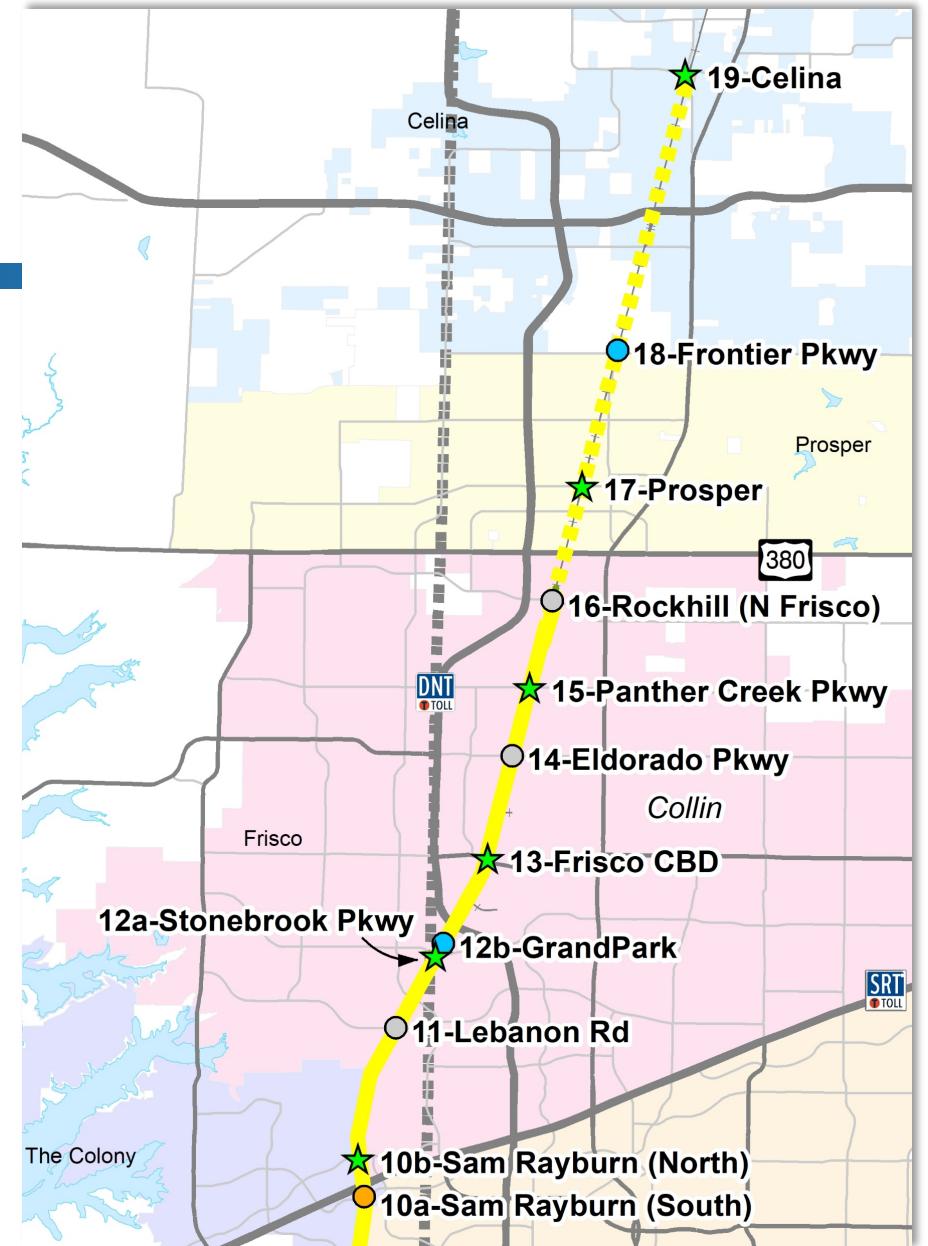 19-Celina
Celina
18-Frontier Pkwy
Prosper
17-Prosper
380
16-Rockhill (N Frisco)
DNT
TOLL
15-Panther Creek Pkwy
14-Eldorado Pkwy
Collin
Frisco
13-Frisco CBD
12a-Stonebrook Pkwy
12b-GrandPark
SRT
TOLL
11-Lebanon Rd
The Colony
10b-Sam Rayburn (North)
10a-Sam Rayburn (South)